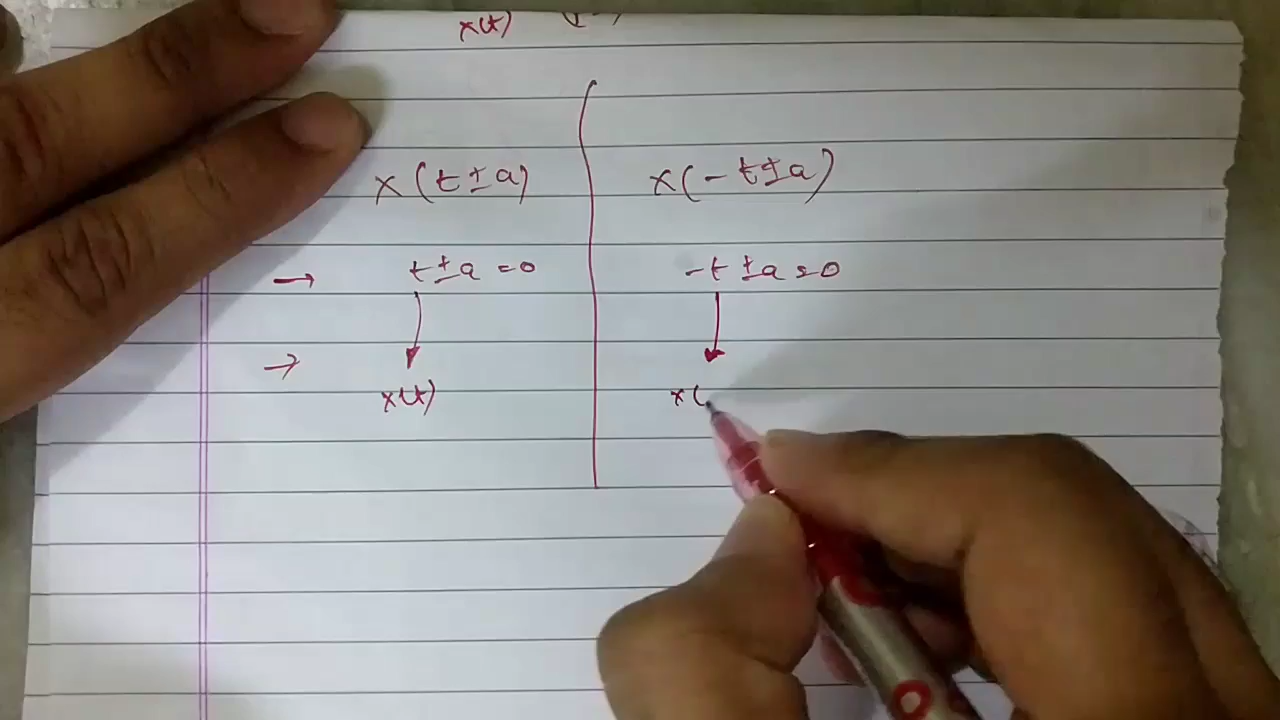 x(t)
x(t±a) x(-t±a)
→ t±a=0 -t±a=0
→ x(t) x(